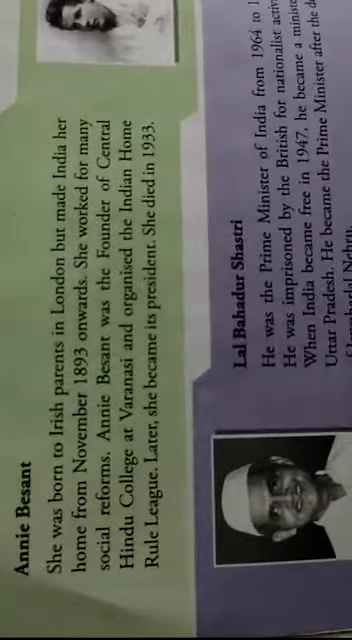 Annie Besant
She was born to Irish parents in London but made India her
home from November 1893 onwards. She worked for many
social reforms. Annie Besant was the Founder of Central
Hindu College at Varanasi and organised the Indian Home
Rule League. Later, she became its president. She died in 1933.
Lal Bahadur Shastri
He was the Prime Minister of India from 1964 to
He was imprisoned by the British for nationalist
When India became free in 1947, he became a
Uttar Pradesh. He became the Prime Minister after the